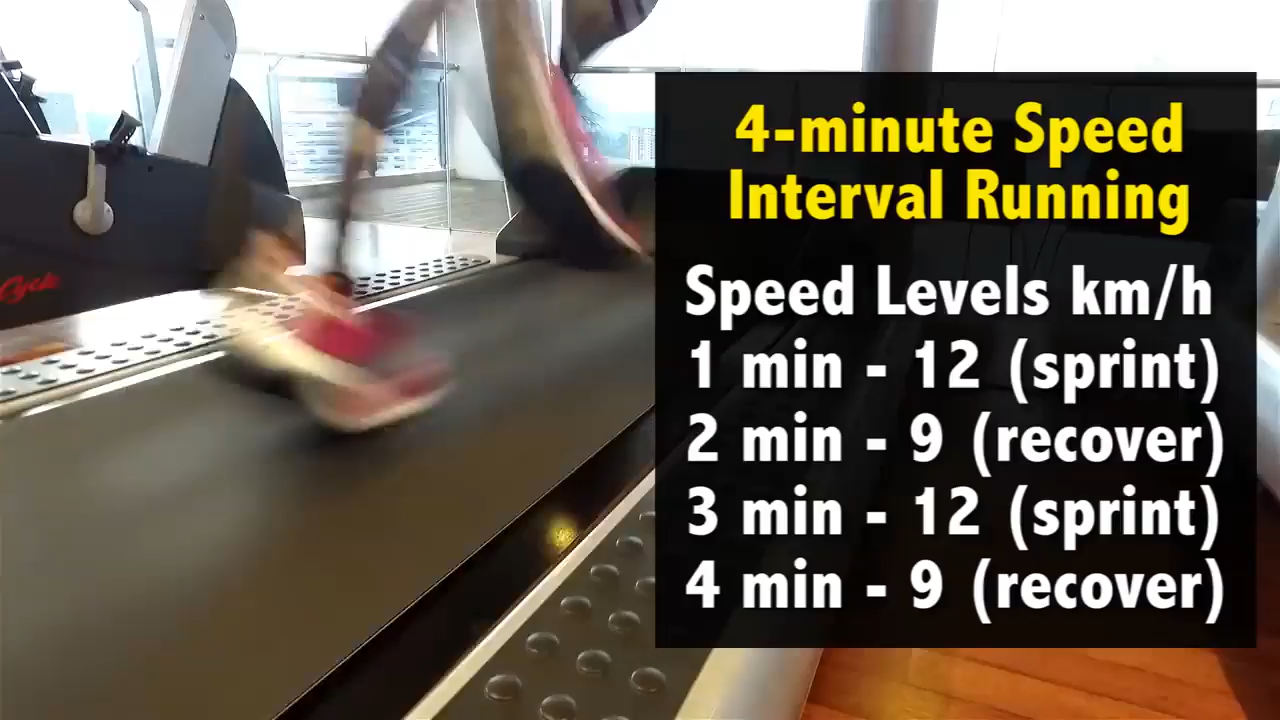 4-minute Speed
Interval Running
Speed Levels km/h
1 min - 12 (sprint)
2 min - 9 (recover)
3 min - 12 (sprint)
4 min - 9 (recover)
Cycle